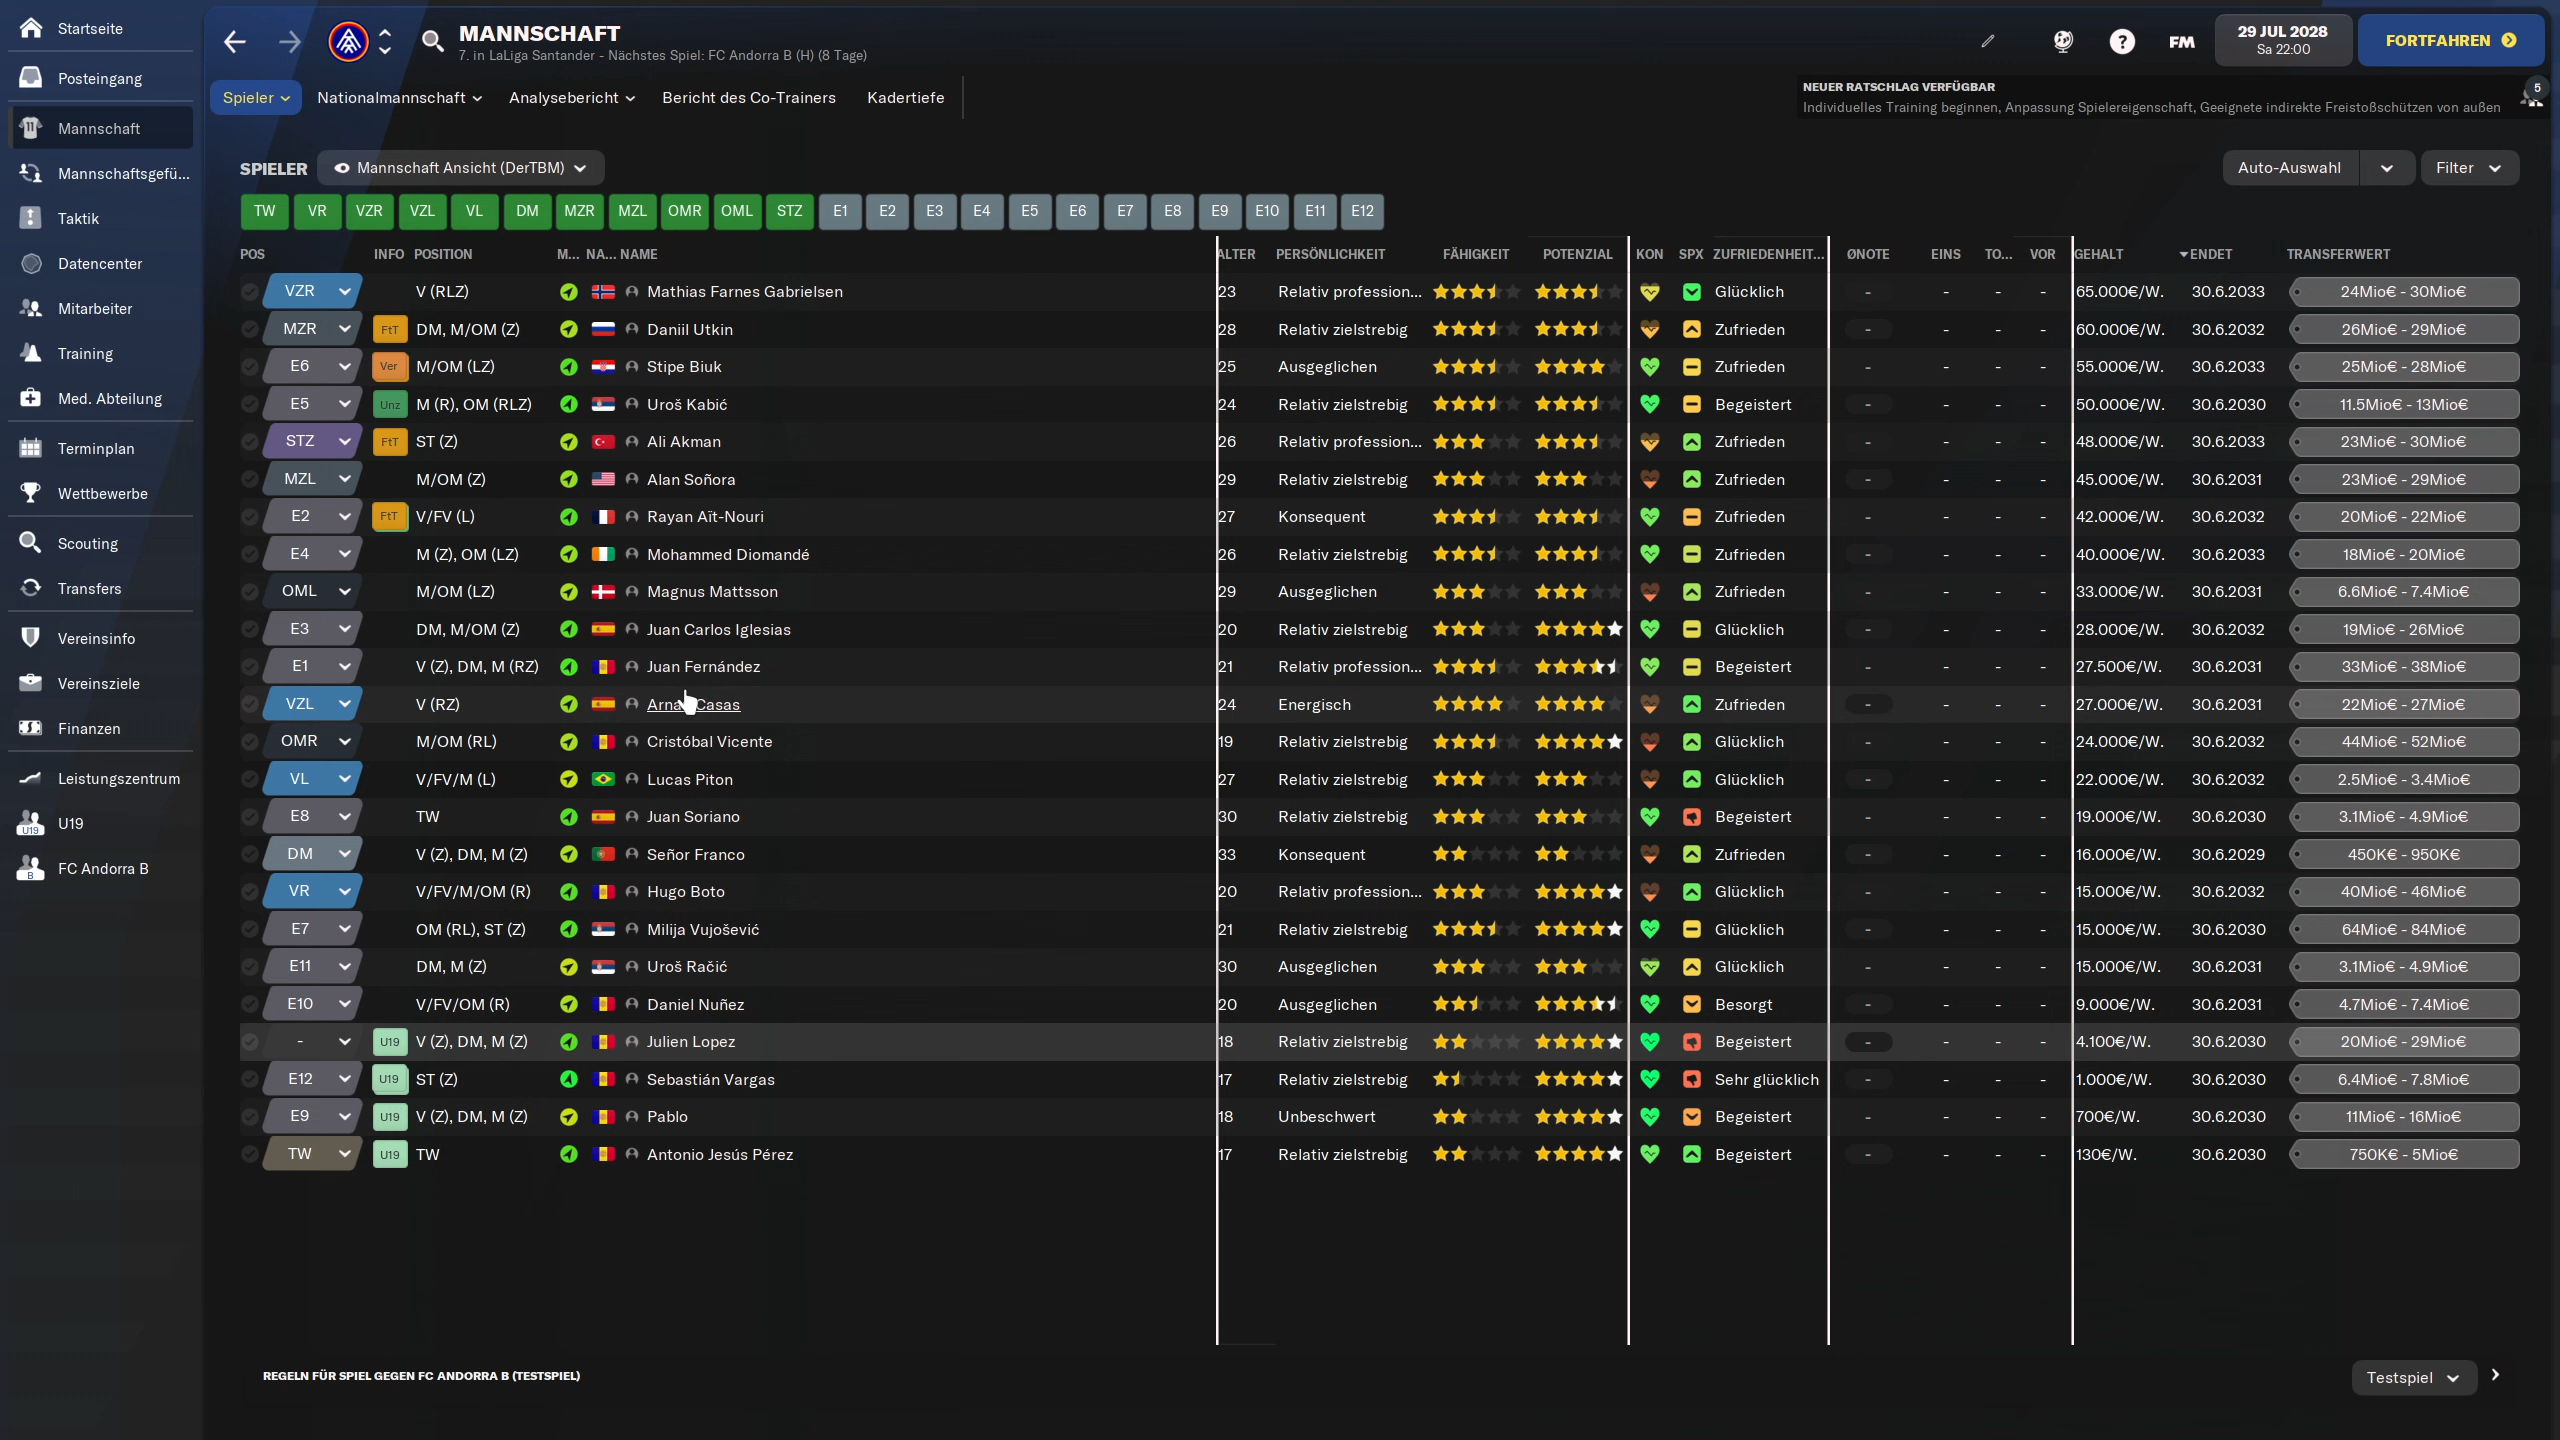 Startseite
Posteingang
Mannschaft
Mannschaftsgefü...
Taktik
Datencenter
Mitarbeiter
Training
Med. Abteilung
Terminplan
Wettbewerbe
Scouting
Transfers
Vereinsinfo
Vereinsziele
Finanzen
Leistungszentrum
U19
FC Andorra B
MANNSCHAFT
7. in LaLiga Santander - Nächstes Spiel: FC Andorra B (H) (8 Tage)
FM
29 JUL 2028
Sa 22:00
FORTFAHREN
Spieler Nationalmannschaft Analysebericht Bericht des Co-Trainers Kadertiefe
NEUER RATSCHLAG VERFÜGBAR
Individuelles Training beginnen, Anpassung Spielereigenschaft, Geeignete indirekte Freistoßschützen von außen
5
SPIELER Mannschaft Ansicht (DerTBM) Auto-Auswahl Filter
TW VR VZR VZL VL DM MZR MZL OMR OML STZ E1 E2 E3 E4 E5 E6 E7 E8 E9 E10 E11 E12
POS INFO POSITION M... NA... NAME ALTER PERSÖNLICHKEIT FÄHIGKEIT POTENZIAL KON SPX ZUFRIEDENHEIT... ØNOTE EINS TO... VOR GEHALT ENDET TRANSFERWERT
VZR V (RLZ) Mathias Farnes Gabrielsen 23 Relativ profession... Glücklich - - - - 65.000€/W. 30.6.2033 24Mio€ - 30Mio€
MZR FtT DM, M/OM (Z) Daniil Utkin 28 Relativ zielstrebig Zufrieden - - - - 60.000€/W. 30.6.2032 26Mio€ - 29Mio€
E6 Ver M/OM (LZ) Stipe Biuk 25 Ausgeglichen Zufrieden - - - - 55.000€/W. 30.6.2033 25Mio€ - 28Mio€
E5 Unz M (R), OM (RLZ) Uroš Kabić 24 Relativ zielstrebig Begeistert - - - - 50.000€/W. 30.6.2030 11.5Mio€ - 13Mio€
STZ FtT ST (Z) Ali Akman 26 Relativ profession... Zufrieden - - - - 48.000€/W. 30.6.2033 23Mio€ - 30Mio€
MZL M/OM (Z) Alan Soñora 29 Relativ zielstrebig Zufrieden - - - - 45.000€/W. 30.6.2031 23Mio€ - 29Mio€
E2 FtT V/FV (L) Rayan Aït-Nouri 27 Konsequent Zufrieden - - - - 42.000€/W. 30.6.2032 20Mio€ - 22Mio€
E4 M (Z), OM (LZ) Mohammed Diomandé 26 Relativ zielstrebig Zufrieden - - - - 40.000€/W. 30.6.2033 18Mio€ - 20Mio€
OML M/OM (LZ) Magnus Mattsson 29 Ausgeglichen Zufrieden - - - - 33.000€/W. 30.6.2031 6.6Mio€ - 7.4Mio€
E3 DM, M/OM (Z) Juan Carlos Iglesias 20 Relativ zielstrebig Glücklich - - - - 28.000€/W. 30.6.2032 19Mio€ - 26Mio€
E1 V (Z), DM, M (RZ) Juan Fernández 21 Relativ profession... Begeistert - - - - 27.500€/W. 30.6.2031 33Mio€ - 38Mio€
VZL V (RZ) Casas 24 Energisch Zufrieden - - - - 27.000€/W. 30.6.2031 22Mio€ - 27Mio€
OMR M/OM (RL) Cristóbal Vicente 19 Relativ zielstrebig Glücklich - - - - 24.000€/W. 30.6.2032 44Mio€ - 52Mio€
VL V/FV/M (L) Lucas Piton 27 Relativ zielstrebig Glücklich - - - - 22.000€/W. 30.6.2032 2.5Mio€ - 3.4Mio€
E8 TW Juan Soriano 30 Relativ zielstrebig Begeistert - - - - 19.000€/W. 30.6.2030 3.1Mio€ - 4.9Mio€
DM V (Z), DM, M (Z) Señor Franco 33 Konsequent Zufrieden - - - - 16.000€/W. 30.6.2029 450K€ - 950K€
VR V/FV/M/OM (R) Hugo Boto 20 Relativ profession... Glücklich - - - - 15.000€/W. 30.6.2032 40Mio€ - 46Mio€
E7 OM (RL), ST (Z) Milija Vujošević 21 Relativ zielstrebig Glücklich - - - - 15.000€/W. 30.6.2030 64Mio€ - 84Mio€
E11 DM, M (Z) Uroš Račić 30 Ausgeglichen Glücklich - - - - 15.000€/W. 30.6.2031 3.1Mio€ - 4.9Mio€
E10 V/FV/OM (R) Daniel Nuñez 20 Ausgeglichen Besorgt - - - - 9.000€/W. 30.6.2031 4.7Mio€ - 7.4Mio€
- U19 V (Z), DM, M (Z) Julien Lopez 18 Relativ zielstrebig Begeistert - - - - 4.100€/W. 30.6.2030 20Mio€ - 29Mio€
E12 U19 ST (Z) Sebastián Vargas 17 Relativ zielstrebig Sehr glücklich - - - - 1.000€/W. 30.6.2030 6.4Mio€ - 7.8Mio€
E9 U19 V (Z), DM, M (Z) Pablo 18 Unbeschwert Begeistert - - - - 700€/W. 30.6.2030 11Mio€ - 16Mio€
TW U19 TW Antonio Jesús Pérez 17 Relativ zielstrebig Begeistert - - - - 130€/W. 30.6.2030 750K€ - 5Mio€
REGELN FÜR SPIEL GEGEN FC ANDORRA B (TESTSPIEL)
Testspiel